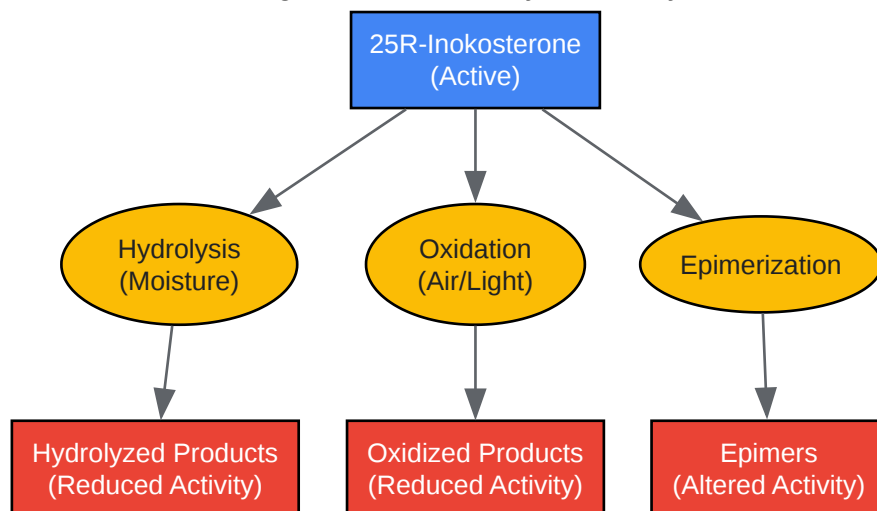 25R-Inokosterone
(Active)
Hydrolysis
(Moisture)
Oxidation
(Air/Light)
Epimerization
Hydrolyzed Products
(Reduced Activity)
Oxidized Products
(Reduced Activity)
Epimers
(Altered Activity)